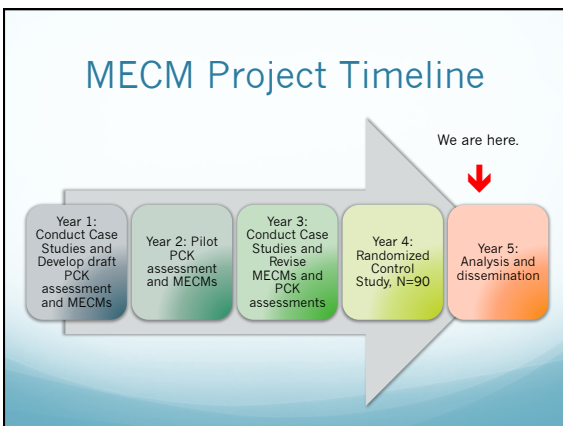 MECM Project Timeline
We are here.
Year 1:
Conduct Case
Studies and
Develop draft
PCK
assessment
and MECMs
Year 2: Pilot
PCK
assessment
and MECMs
Year 3:
Conduct Case
Studies and
Revise
MECMs and
PCK
assessments
Year 4:
Randomized
Control
Study, N=90
Year 5:
Analysis and
dissemination